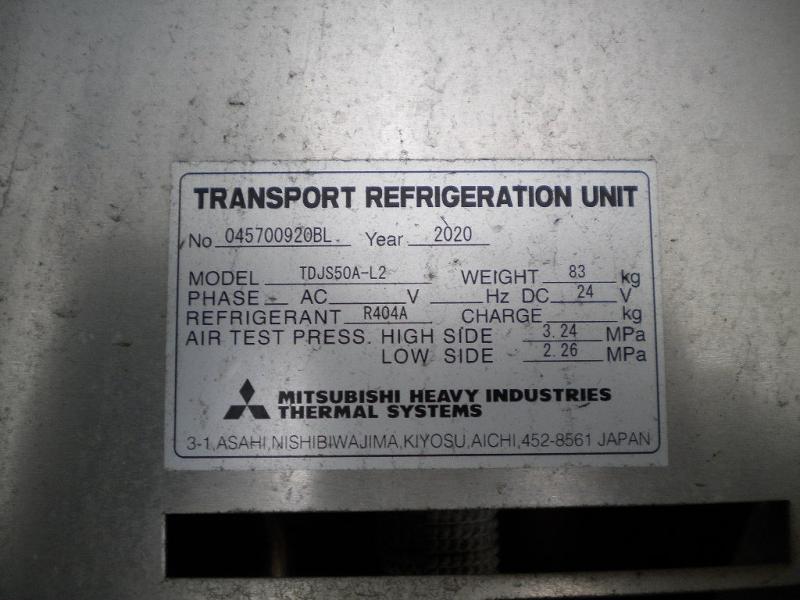 TRANSPORT REFRIGERATION UNIT
No 045700920BL Year 2020
MODEL TDJS50A-L2 WEIGHT 83 kg
PHASE AC V Hz DC 24 V
REFRIGERANT R404A CHARGE kg
AIR TEST PRESS. HIGH SIDE 3.24 MPa
LOW SIDE 2.26 MPa
MITSUBISHI HEAVY INDUSTRIES
THERMAL SYSTEMS
3-1,ASAHI,NISHIBIWAJIMA,KIYOSU,AICHI,452-8561 JAPAN